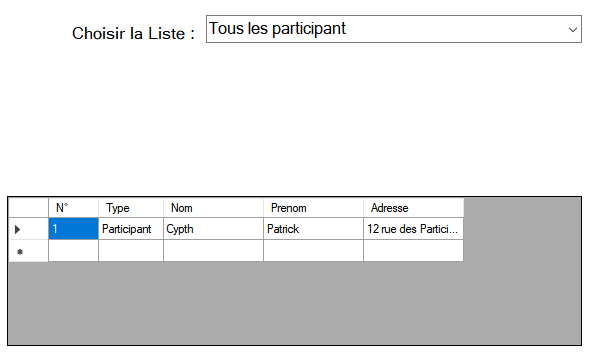 Choisir la Liste : Tous les participant
N° Type Nom Prenom Adresse
1 Participant Cypth Patrick 12 rue des Partici...